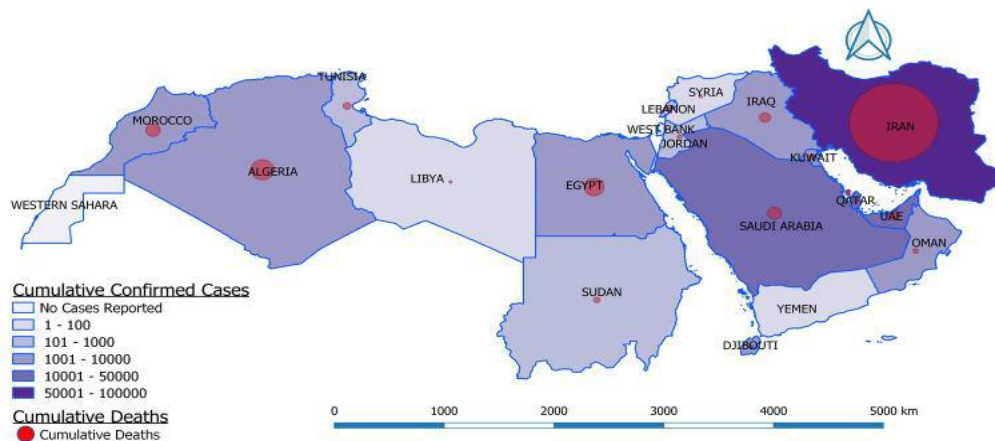 TUNISIA
MOROCCO
ALGERIA
LIBYA
EGYPT
WESTERN SAHARA
SUDAN
SYRIA
LEBANON
IRAQ
WEST BANK
JORDAN
IRAN
KUWAIT
QATAR
UAE
SAUDI ARABIA
OMAN
YEMEN
DJIBOUTI
Cumulative Confirmed Cases
No Cases Reported
1 - 100
101 - 1000
1001 - 10000
10001 - 50000
50001 - 100000
Cumulative Deaths
Cumulative Deaths
0 1000 2000 3000 4000 5000 km